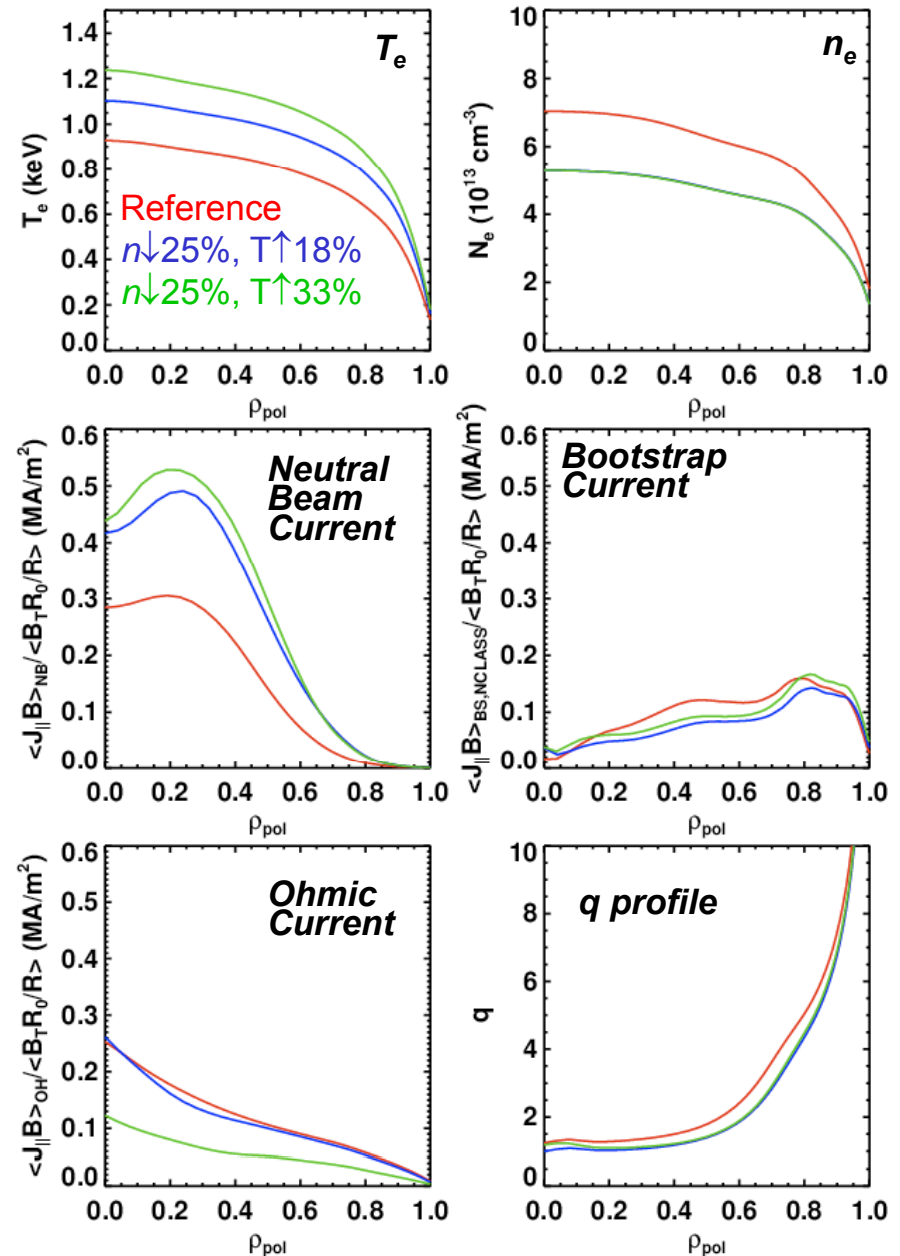 T_e
T_e (keV)
1.4
1.2
1.0
0.8
0.6
0.4
0.2
0.0
Reference
n↓25%, T↑18%
n↓25%, T↑33%
0.0 0.2 0.4 0.6 0.8 1.0
ρ_pol
n_e
N_e (10^13 cm^-3)
10
8
6
4
2
0
0.0 0.2 0.4 0.6 0.8 1.0
ρ_pol
Neutral
Beam
Current
<J_||B>_NB/<B_TR_0/R> (MA/m^2)
0.6
0.5
0.4
0.3
0.2
0.1
0.0
0.0 0.2 0.4 0.6 0.8 1.0
ρ_pol
Bootstrap
Current
<J_||B>_BS,NCLASS/<B_TR_0/R> (MA/m^2)
0.6
0.5
0.4
0.3
0.2
0.1
0.0
0.0 0.2 0.4 0.6 0.8 1.0
ρ_pol
Ohmic
Current
<J_||B>_OH/<B_TR_0/R> (MA/m^2)
0.6
0.5
0.4
0.3
0.2
0.1
0.0
0.0 0.2 0.4 0.6 0.8 1.0
ρ_pol
q profile
q
10
8
6
4
2
0
0.0 0.2 0.4 0.6 0.8 1.0
ρ_pol